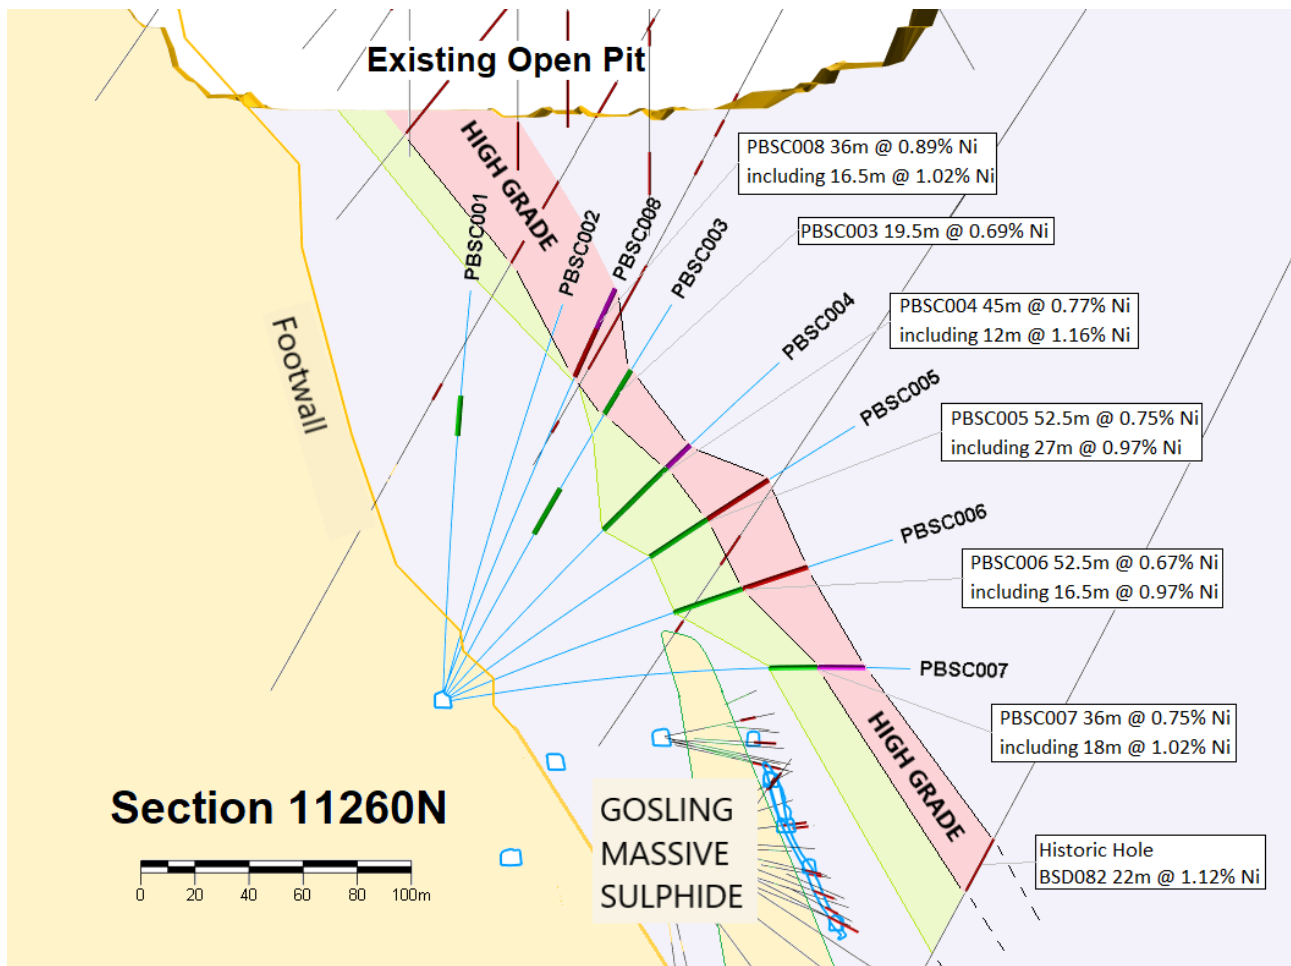 Existing Open Pit
HIGH GRADE
PBSC008 36m @ 0.89% Ni
including 16.5m @ 1.02% Ni
PBSC001
PBSC002
PBSC008
PBSC003
PBSC003 19.5m @ 0.69% Ni
PBSC004
PBSC004 45m @ 0.77% Ni
including 12m @ 1.16% Ni
Footwall
PBSC005
PBSC005 52.5m @ 0.75% Ni
including 27m @ 0.97% Ni
PBSC006
PBSC006 52.5m @ 0.67% Ni
including 16.5m @ 0.97% Ni
PBSC007
PBSC007 36m @ 0.75% Ni
including 18m @ 1.02% Ni
HIGH GRADE
Section 11260N
GOSLING
MASSIVE
SULPHIDE
Historic Hole
BSD082 22m @ 1.12% Ni
0 20 40 60 80 100m